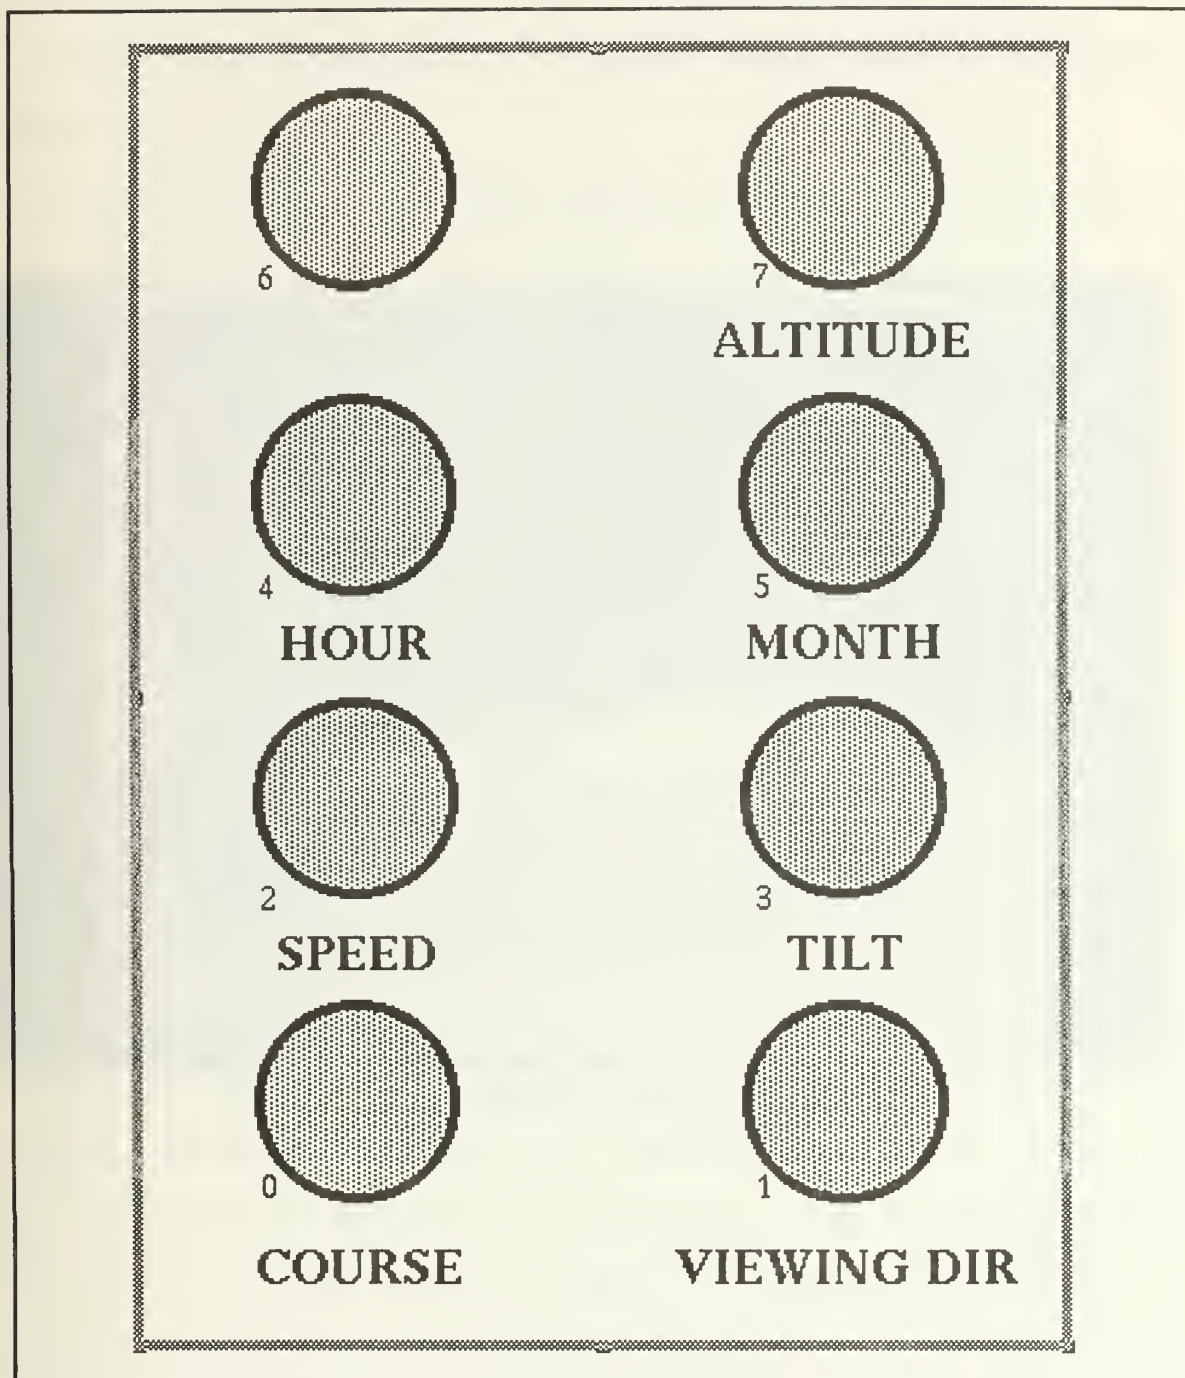 6 7
ALTITUDE
4 5
HOUR MONTH
2 3
SPEED TILT
0 1
COURSE VIEWING DIR